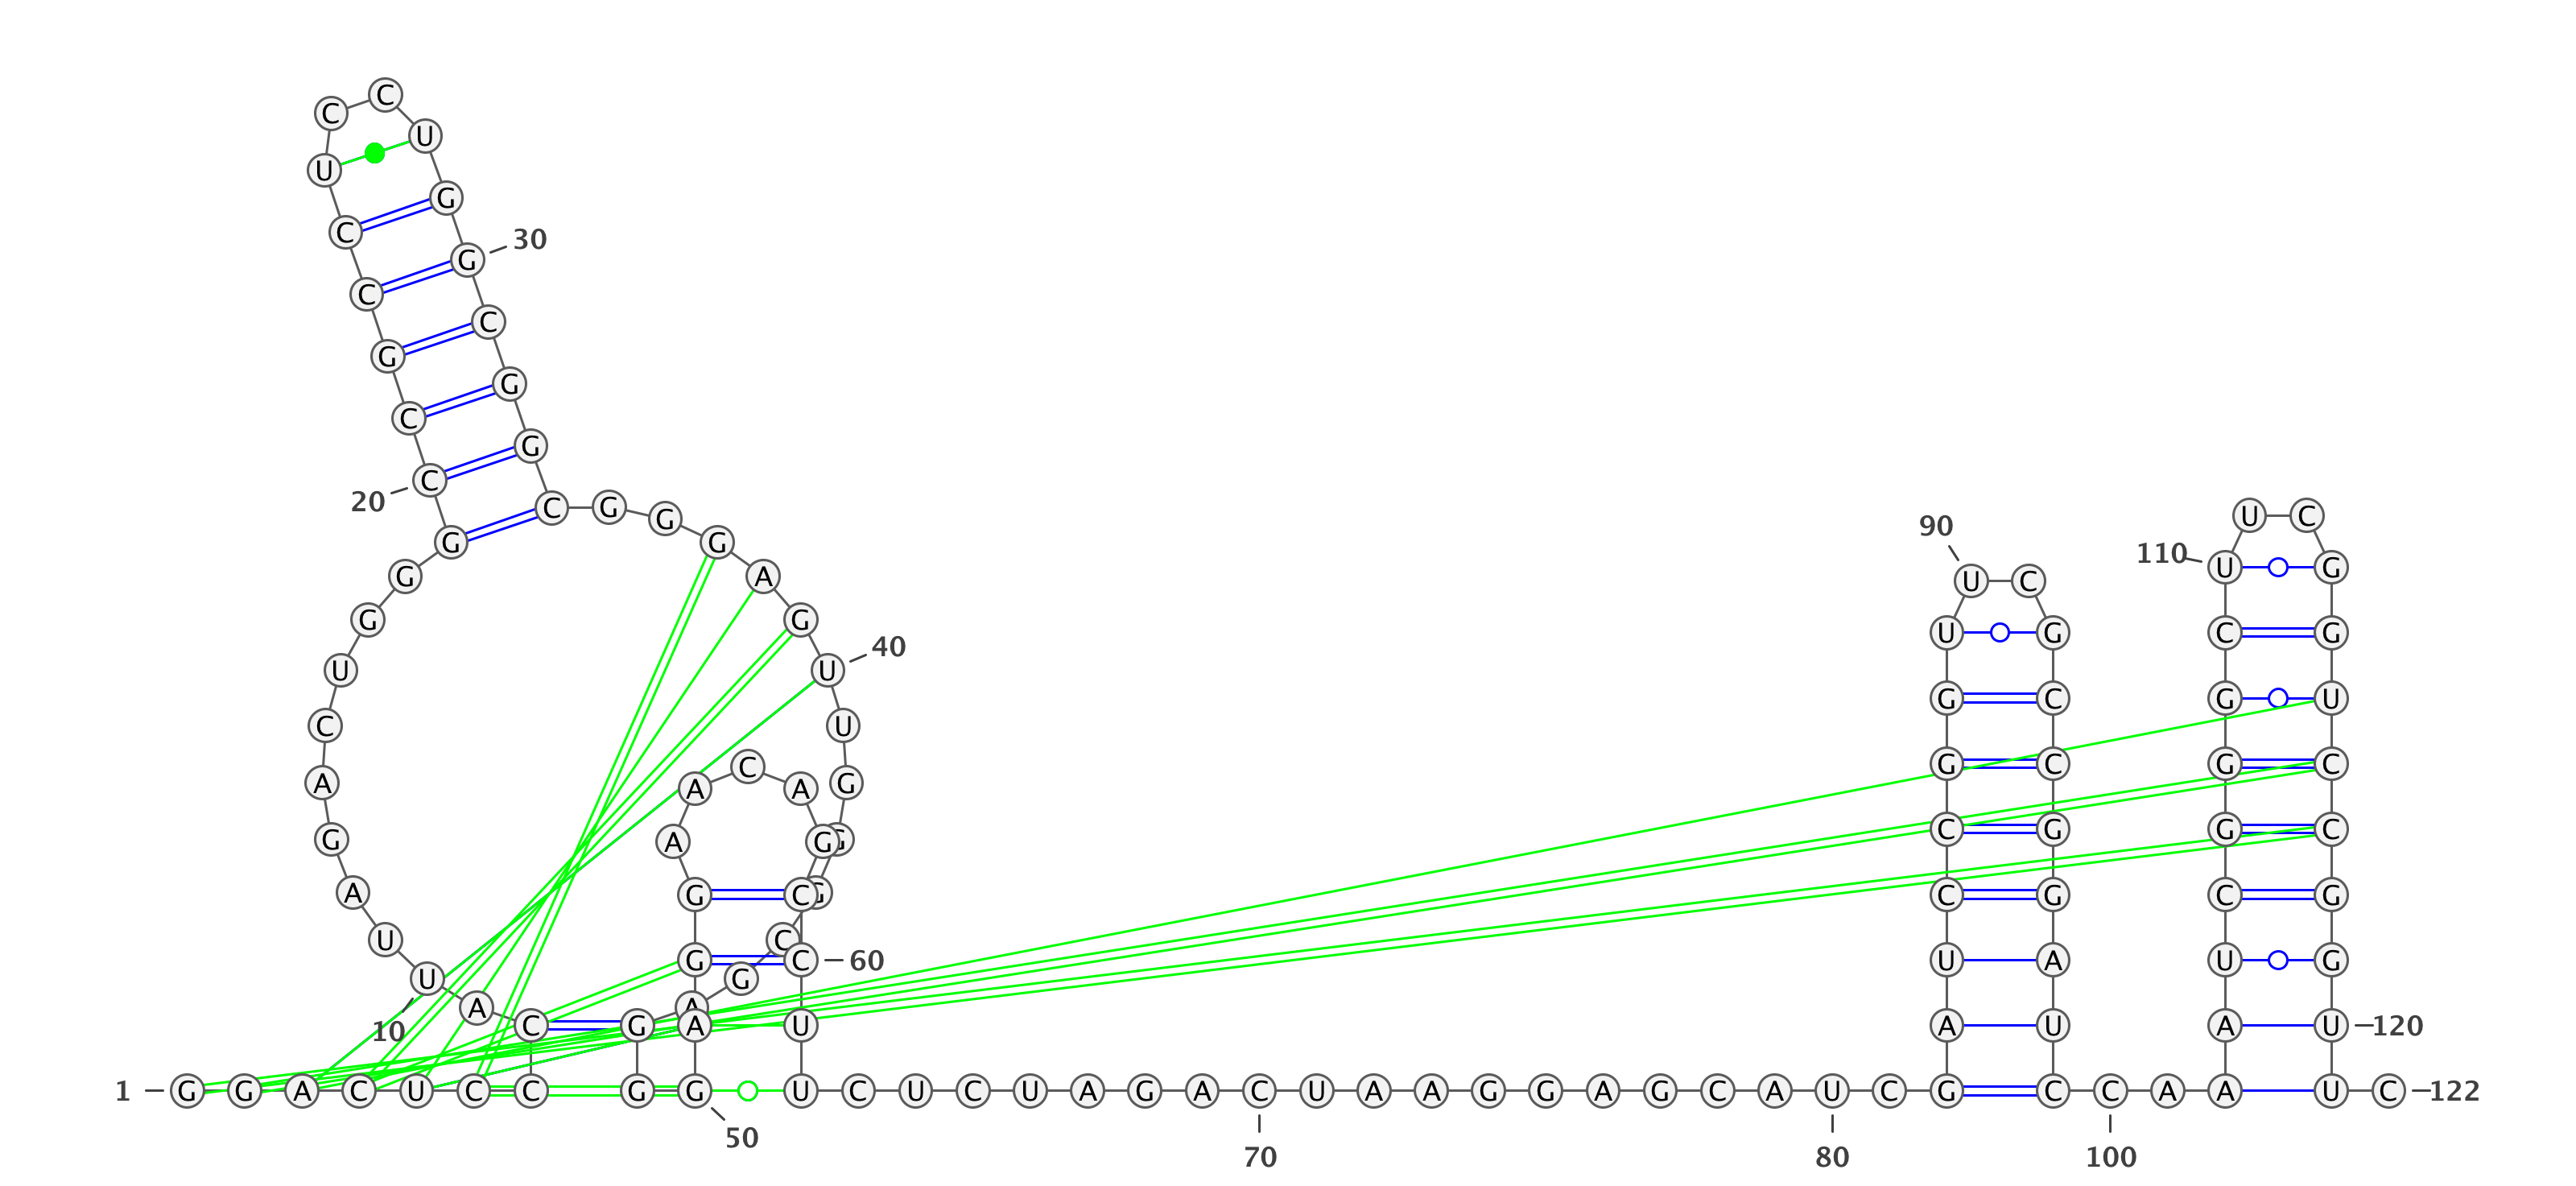 C C
U
U
G
C
30
G
C
C
G
G
C
G
C
20 C G G U C
90
G G
110 U G
G A U C
G G U G C G
40
U U
G C G U
C U
C G C G C
A A A G
G A G G C G G C
A G C G C G C G
U C
G C 60 U A U G
U G
A A
10 C G A U A U A U 120
1 G G A C U C C G G U C U C U A G A C U A A G G A G C A U C G C C A A U C 122
50
70 80 100